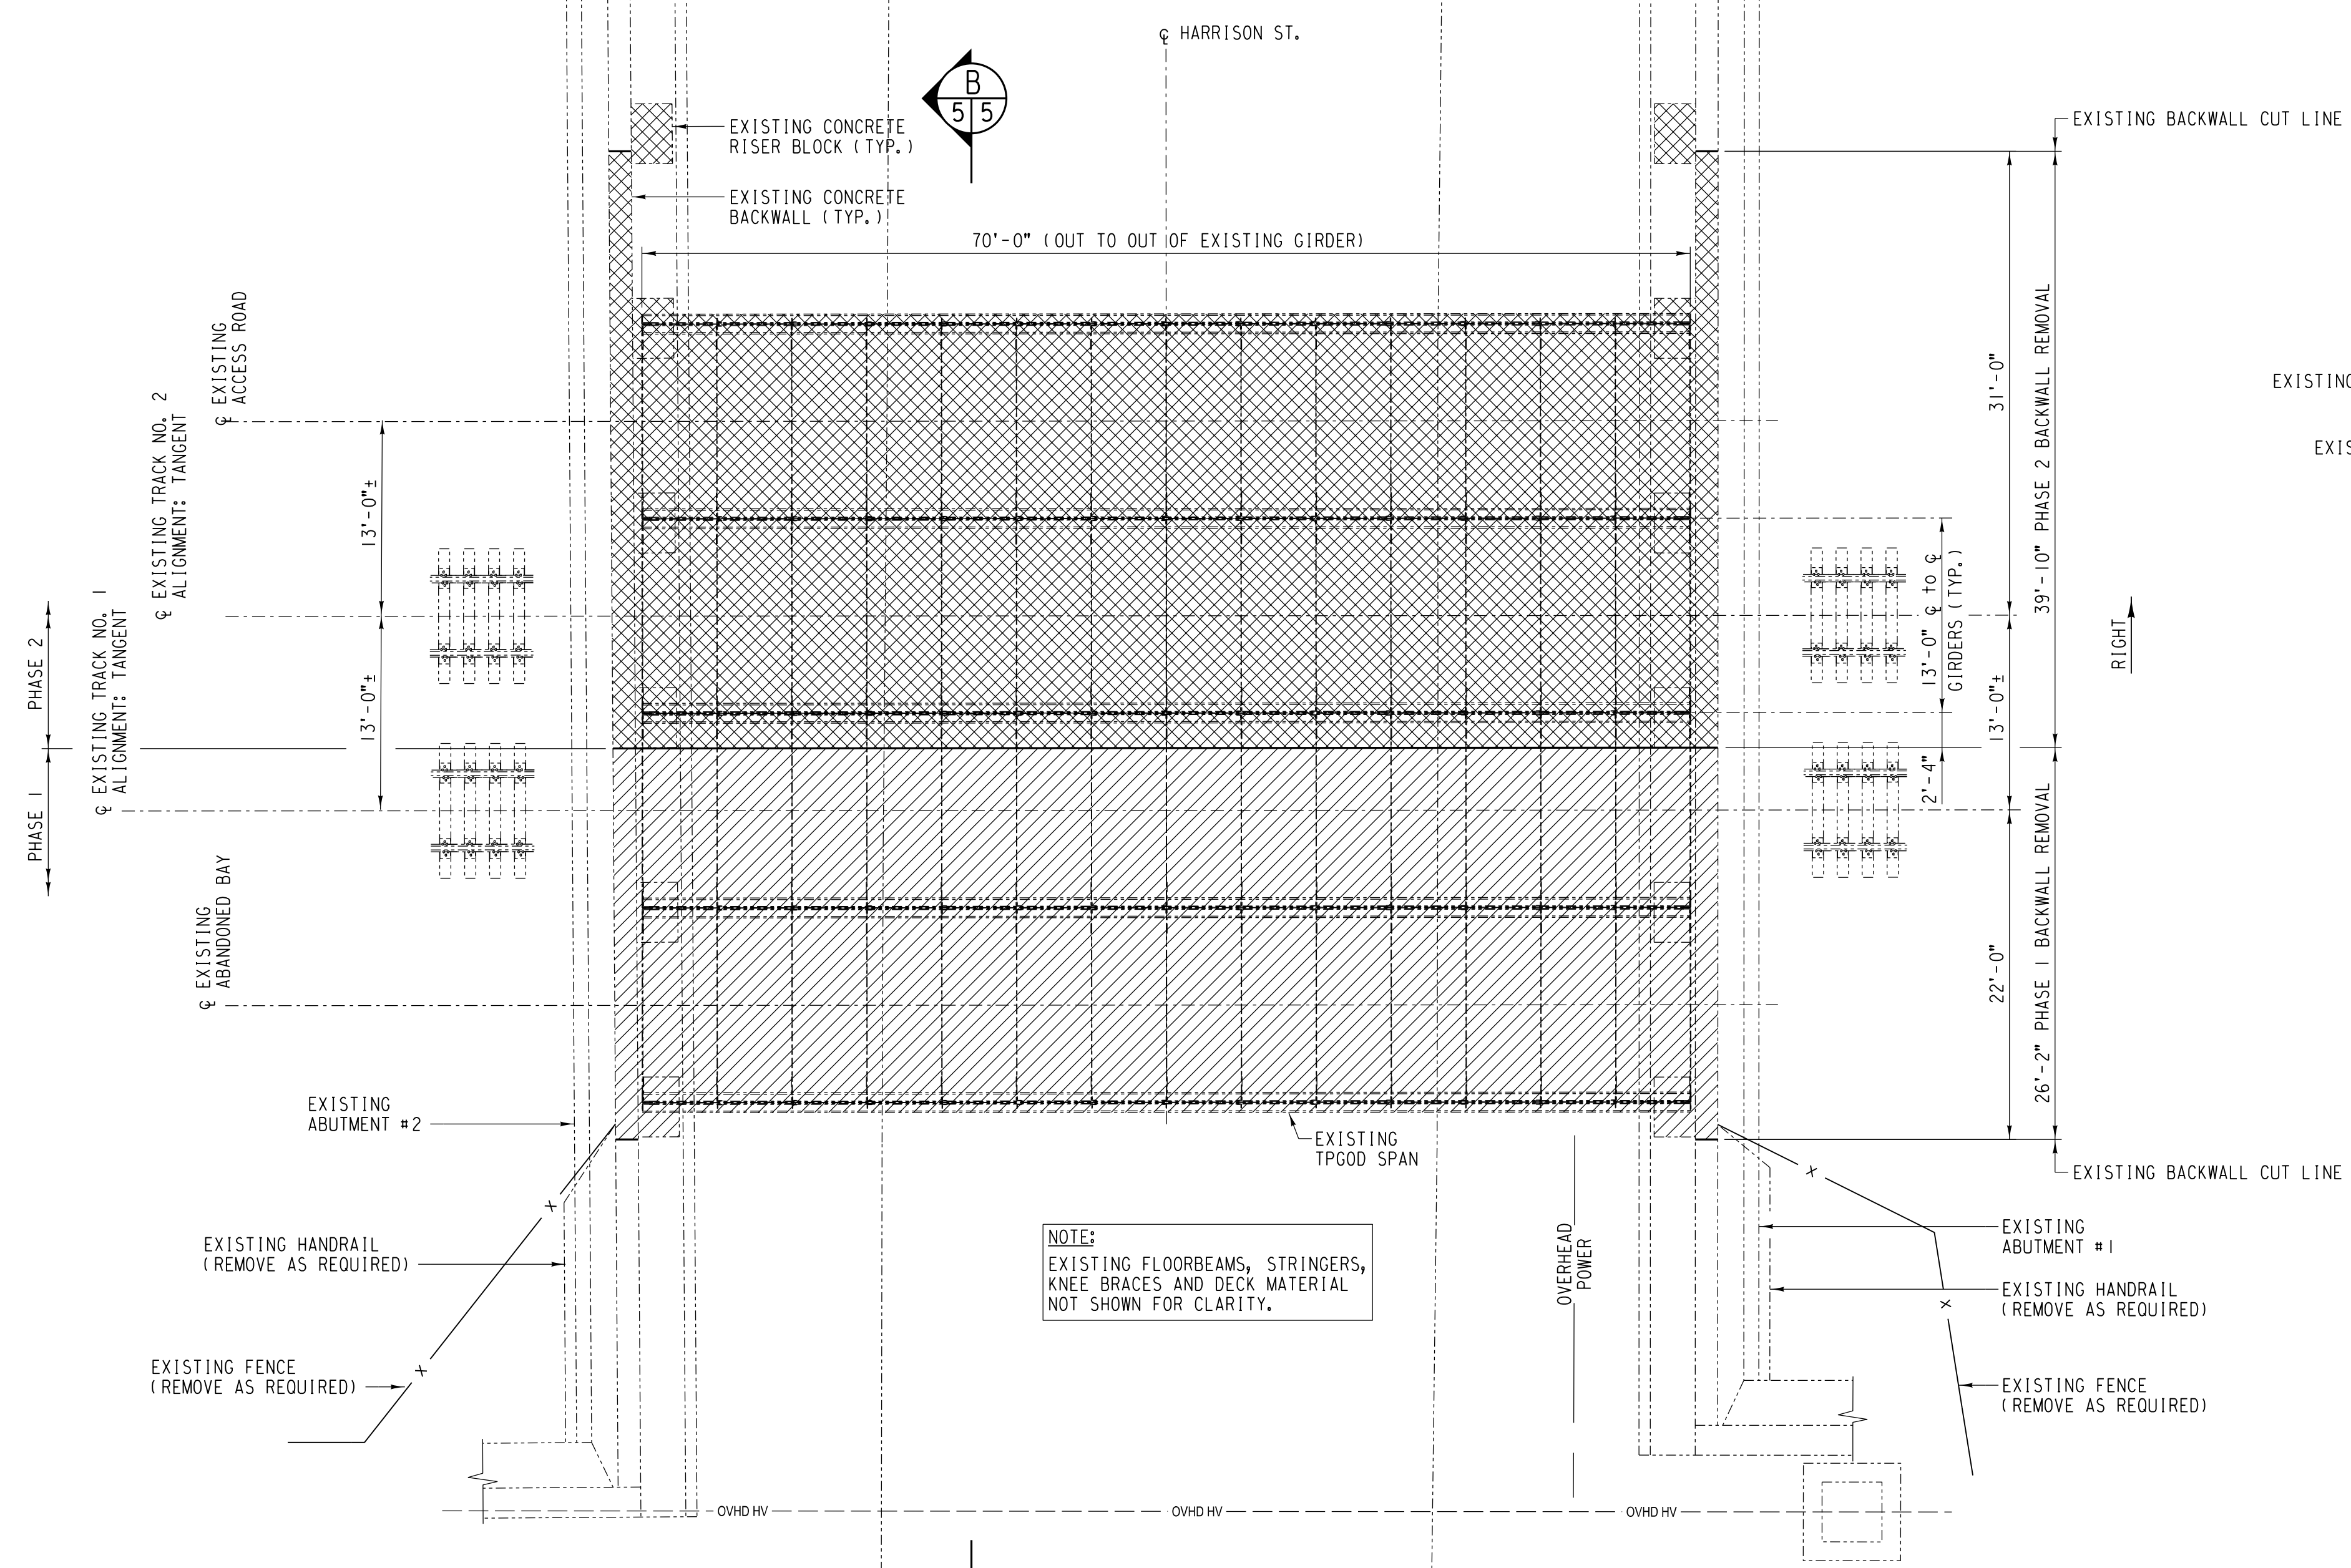 ℄ HARRISON ST.
B
5 5
EXISTING CONCRETE
RISER BLOCK (TYP.)
EXISTING CONCRETE
BACKWALL (TYP.)
70'-0" (OUT TO OUT OF EXISTING GIRDER)
EXISTING BACKWALL CUT LINE
℄ EXISTING
ACCESS ROAD
℄ EXISTING TRACK NO. 2
ALIGNMENT: TANGENT
℄ EXISTING TRACK NO. 1
ALIGNMENT: TANGENT
℄ EXISTING
ABANDONED BAY
PHASE 2
PHASE 1
13'-0"±
13'-0"±
31'-0"
39'-10" PHASE 2 BACKWALL REMOVAL
13'-0" ℄ to ℄
GIRDERS (TYP.)
13'-0"±
2'-4"
22'-0"
26'-2" PHASE 1 BACKWALL REMOVAL
RIGHT
EXISTING
EXIS
EXISTING
ABUTMENT #2
EXISTING
TPGOD SPAN
EXISTING BACKWALL CUT LINE
EXISTING HANDRAIL
(REMOVE AS REQUIRED)
EXISTING FENCE
(REMOVE AS REQUIRED)
X
X
NOTE:
EXISTING FLOORBEAMS, STRINGERS,
KNEE BRACES AND DECK MATERIAL
NOT SHOWN FOR CLARITY.
OVERHEAD
POWER
X
X
EXISTING
ABUTMENT #1
EXISTING HANDRAIL
(REMOVE AS REQUIRED)
EXISTING FENCE
(REMOVE AS REQUIRED)
OVHD HV
OVHD HV
OVHD HV